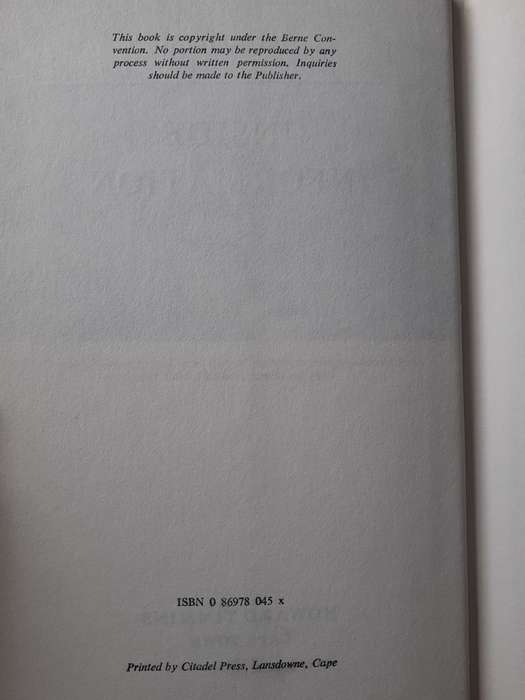 This book is copyright under the Berne Con-
vention. No portion may be reproduced by any
process without written permission. Inquiries
should be made to the Publisher.
ISBN 0 86978 045 x
Printed by Citadel Press, Lansdowne, Cape